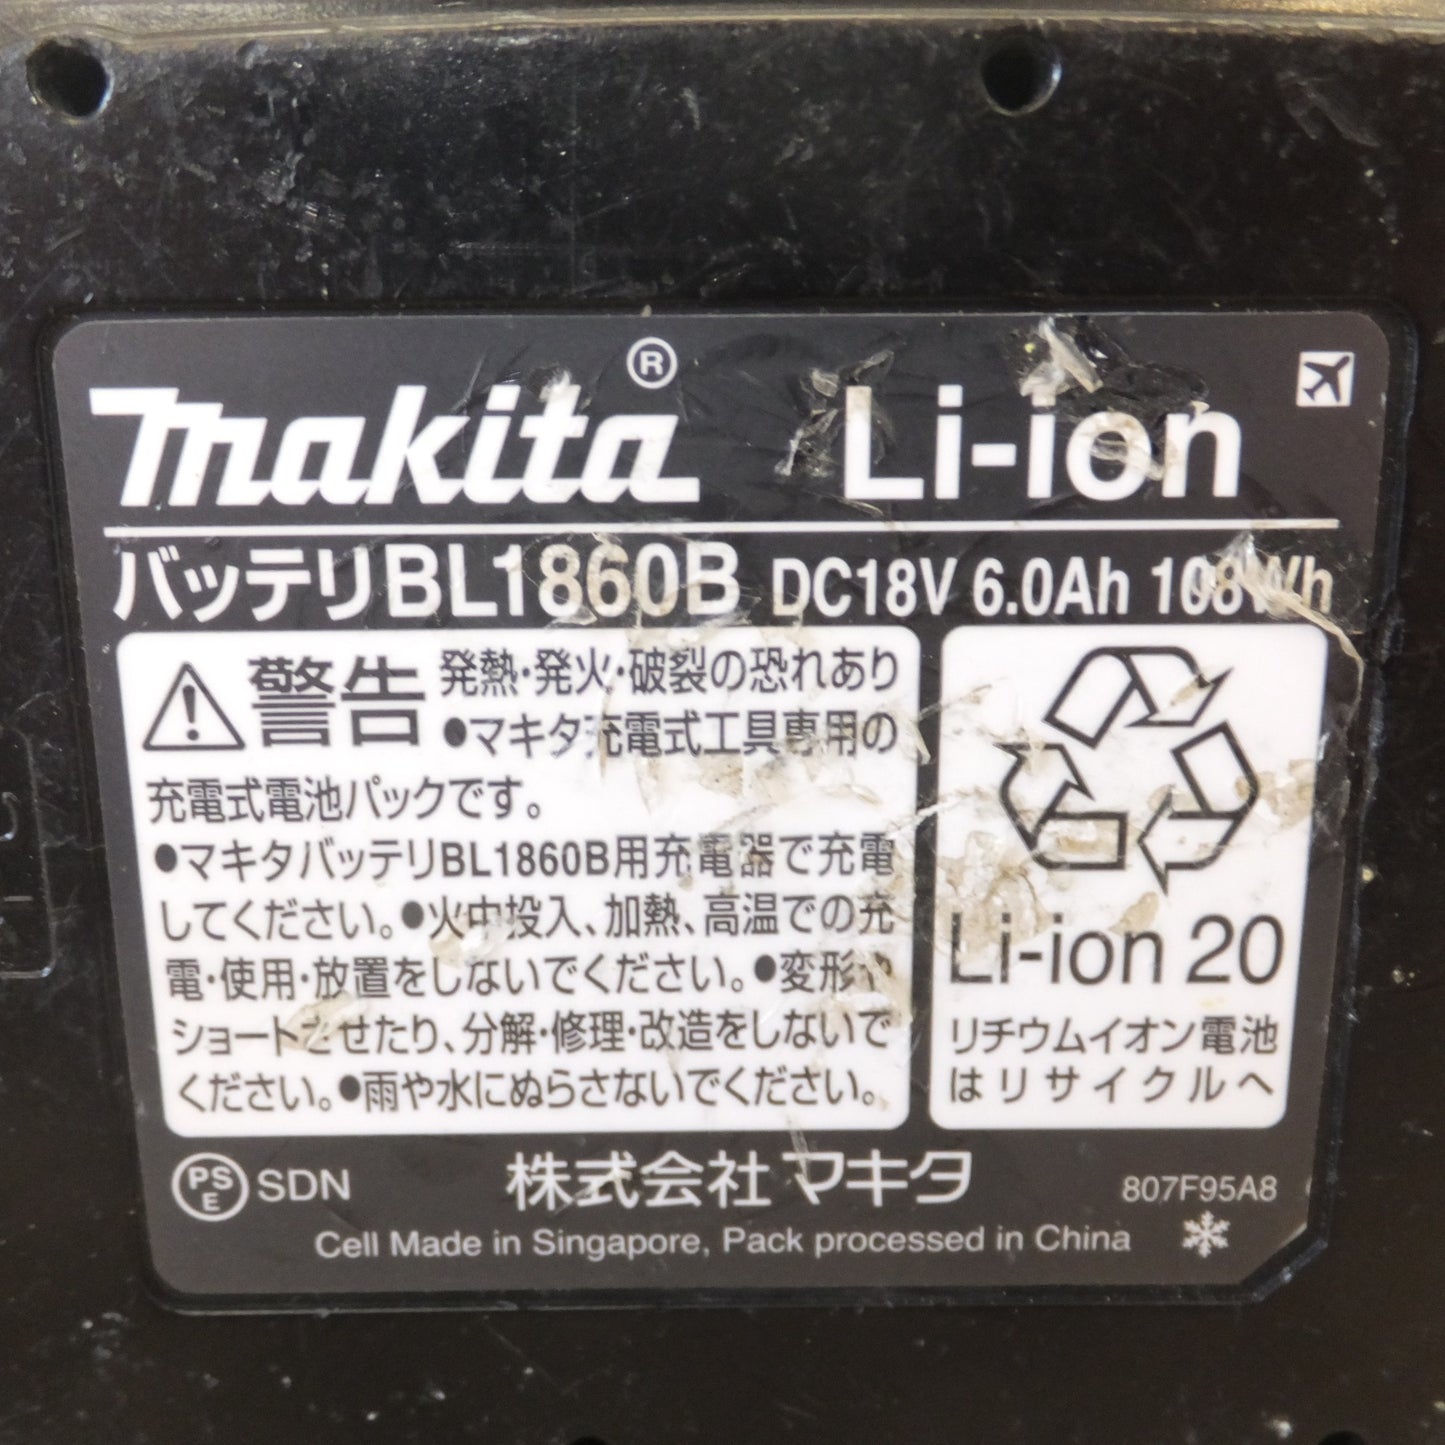 makita® Li-ion
バッテリBL1860B DC18V 6.0Ah 108Wh
警告 発熱・発火・破裂の恐れあり
●マキタ充電式工具専用の
充電式電池パックです。
●マキタバッテリBL1860B用充電器で充電
してください。●火中投入、加熱、高温での充
電・使用・放置をしないでください。●変形や
ショートさせたり、分解・修理・改造をしないで
ください。●雨や水にぬらさないでください。
Li-ion 20
リチウムイオン電池
はリサイクルへ
PS
E
SDN
株式会社マキタ
807F95A8
Cell Made in Singapore, Pack processed in China